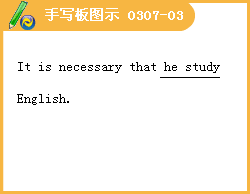 手写板图示 0307-03
It is necessary that he study
English.